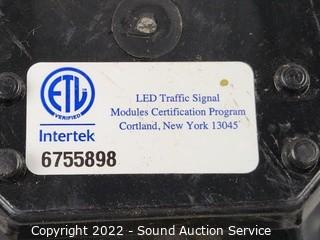 ETL
VERIFIED
Intertek
6755898
LED Traffic Signal
Modules Certification Program
Cortland, New York 13045
Copyright 2022 - Sound Auction Service